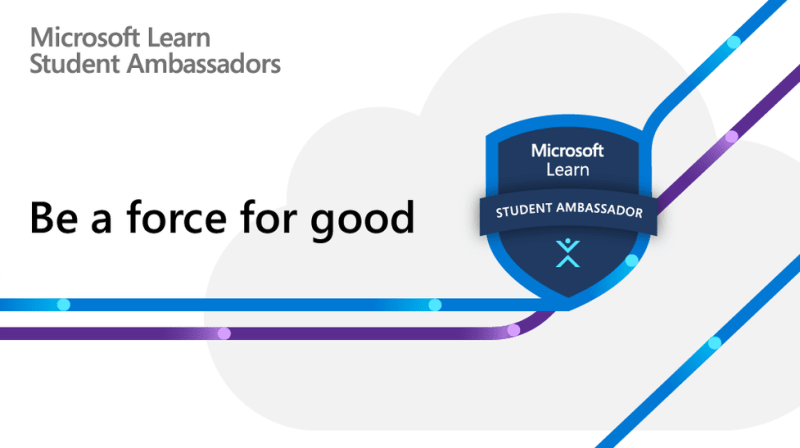 Microsoft Learn
Student Ambassadors
Be a force for good
Microsoft
Learn
STUDENT AMBASSADOR